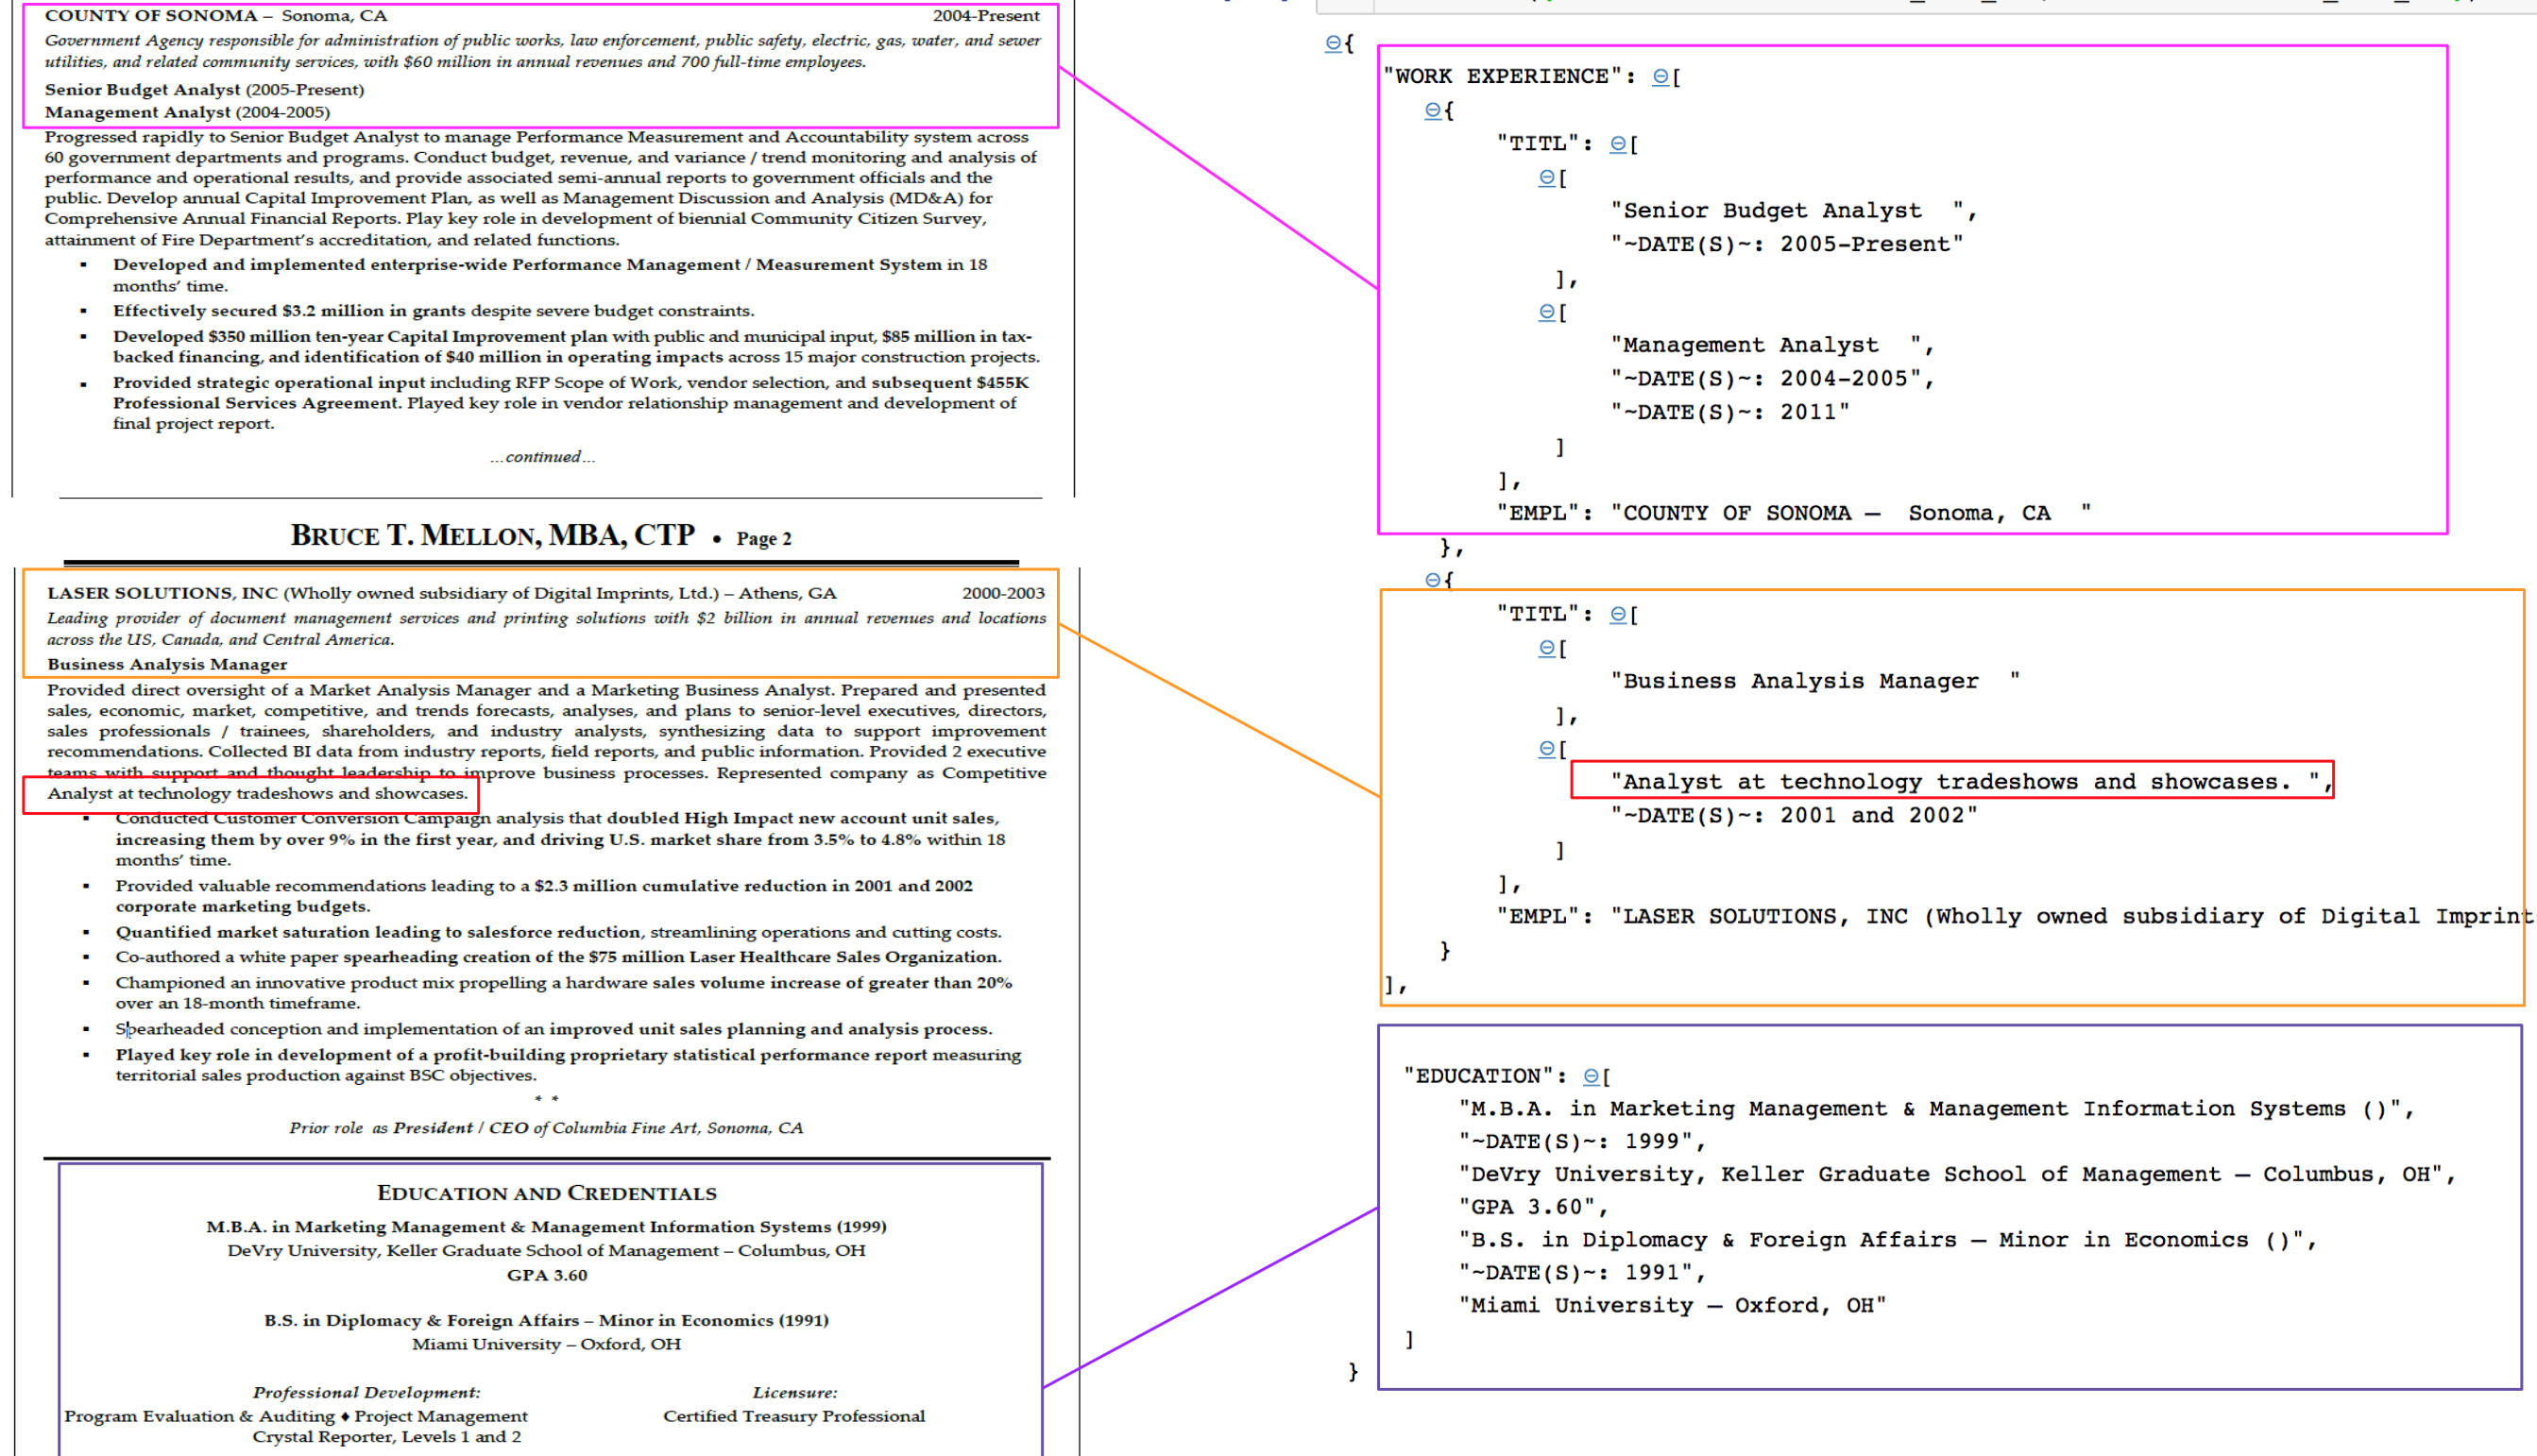 COUNTY OF SONOMA – Sonoma, CA 2004-Present
Government Agency responsible for administration of public works, law enforcement, public safety, electric, gas, water, and sewer
utilities, and related community services, with $60 million in annual revenues and 700 full-time employees.
Senior Budget Analyst (2005-Present)
Management Analyst (2004-2005)
Progressed rapidly to Senior Budget Analyst to manage Performance Measurement and Accountability system across
60 government departments and programs. Conduct budget, revenue, and variance / trend monitoring and analysis of
performance and operational results, and provide associated semi-annual reports to government officials and the
public. Develop annual Capital Improvement Plan, as well as Management Discussion and Analysis (MD&A) for
Comprehensive Annual Financial Reports. Play key role in development of biennial Community Citizen Survey,
attainment of Fire Department's accreditation, and related functions.
▪ Developed and implemented enterprise-wide Performance Management / Measurement System in 18
months' time.
▪ Effectively secured $3.2 million in grants despite severe budget constraints.
▪ Developed $350 million ten-year Capital Improvement plan with public and municipal input, $85 million in tax-
backed financing, and identification of $40 million in operating impacts across 15 major construction projects.
▪ Provided strategic operational input including RFP Scope of Work, vendor selection, and subsequent $455K
Professional Services Agreement. Played key role in vendor relationship management and development of
final project report.
…continued…
BRUCE T. MELLON, MBA, CTP • Page 2
LASER SOLUTIONS, INC (Wholly owned subsidiary of Digital Imprints, Ltd.) – Athens, GA 2000-2003
Leading provider of document management services and printing solutions with $2 billion in annual revenues and locations
across the US, Canada, and Central America.
Business Analysis Manager
Provided direct oversight of a Market Analysis Manager and a Marketing Business Analyst. Prepared and presented
sales, economic, market, competitive, and trends forecasts, analyses, and plans to senior-level executives, directors,
sales professionals / trainees, shareholders, and industry analysts, synthesizing data to support improvement
recommendations. Collected BI data from industry reports, field reports, and public information. Provided 2 executive
teams with support and thought leadership to improve business processes. Represented company as Competitive
Analyst at technology tradeshows and showcases.
▪ Conducted Customer Conversion Campaign analysis that doubled High Impact new account unit sales,
increasing them by over 9% in the first year, and driving U.S. market share from 3.5% to 4.8% within 18
months' time.
▪ Provided valuable recommendations leading to a $2.3 million cumulative reduction in 2001 and 2002
corporate marketing budgets.
▪ Quantified market saturation leading to salesforce reduction, streamlining operations and cutting costs.
▪ Co-authored a white paper spearheading creation of the $75 million Laser Healthcare Sales Organization.
▪ Championed an innovative product mix propelling a hardware sales volume increase of greater than 20%
over an 18-month timeframe.
▪ Spearheaded conception and implementation of an improved unit sales planning and analysis process.
▪ Played key role in development of a profit-building proprietary statistical performance report measuring
territorial sales production against BSC objectives.
* *
Prior role as President / CEO of Columbia Fine Art, Sonoma, CA
EDUCATION AND CREDENTIALS
M.B.A. in Marketing Management & Management Information Systems (1999)
DeVry University, Keller Graduate School of Management – Columbus, OH
GPA 3.60
B.S. in Diplomacy & Foreign Affairs – Minor in Economics (1991)
Miami University – Oxford, OH
Professional Development: Licensure:
Program Evaluation & Auditing ♦ Project Management Certified Treasury Professional
Crystal Reporter, Levels 1 and 2
{
"WORK EXPERIENCE": [
{
"TITL": [
[
"Senior Budget Analyst  ",
"~DATE(S)~: 2005-Present"
],
[
"Management Analyst  ",
"~DATE(S)~: 2004-2005",
"~DATE(S)~: 2011"
]
],
"EMPL": "COUNTY OF SONOMA –  Sonoma, CA  "
},
{
"TITL": [
[
"Business Analysis Manager  "
],
[
"Analyst at technology tradeshows and showcases. ",
"~DATE(S)~: 2001 and 2002"
]
],
"EMPL": "LASER SOLUTIONS, INC (Wholly owned subsidiary of Digital Imprint
}
],
"EDUCATION": [
"M.B.A. in Marketing Management & Management Information Systems ()",
"~DATE(S)~: 1999",
"DeVry University, Keller Graduate School of Management – Columbus, OH",
"GPA 3.60",
"B.S. in Diplomacy & Foreign Affairs – Minor in Economics ()",
"~DATE(S)~: 1991",
"Miami University – Oxford, OH"
]
}